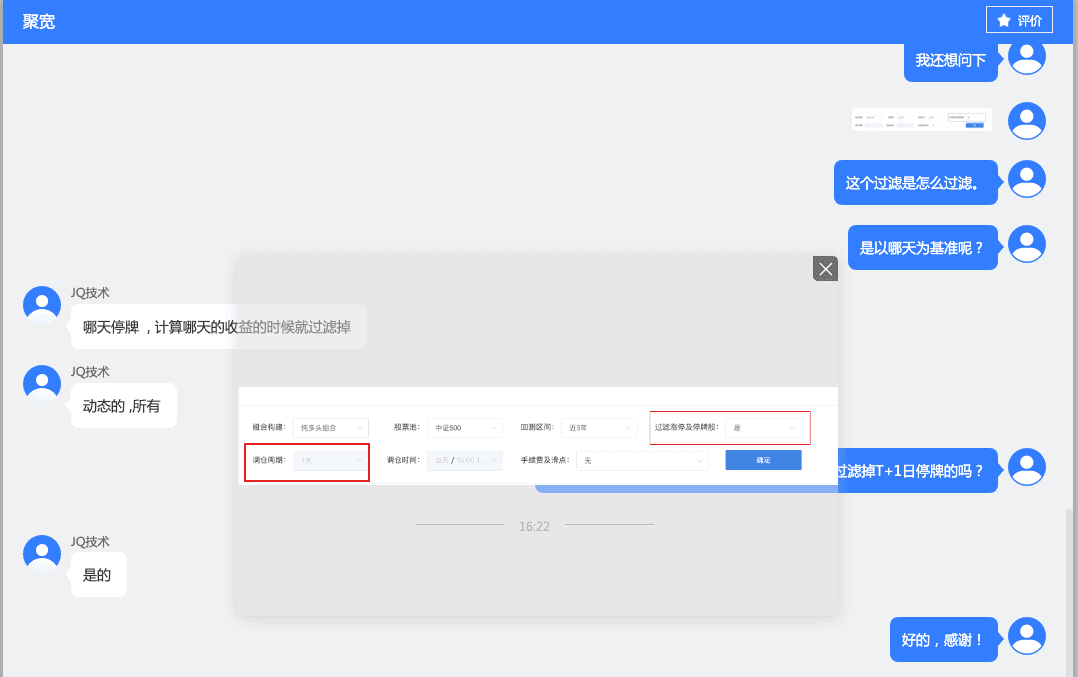 聚宽
评价
我还想问下
这个过滤是怎么过滤。
是以哪天为基准呢？
JQ技术
哪天停牌 ，计算哪天的收益的时候就过滤掉
JQ技术
动态的 ,所有
组合构建： 纯多头组合 股票池： 中证500 回测区间： 近3年 过滤涨停及停牌股： 是
调仓周期： 1天 调仓时间： 当天 / 15:00 1... 手续费及滑点： 无 确定
过滤掉T+1日停牌的吗？
16:22
JQ技术
是的
好的，感谢！